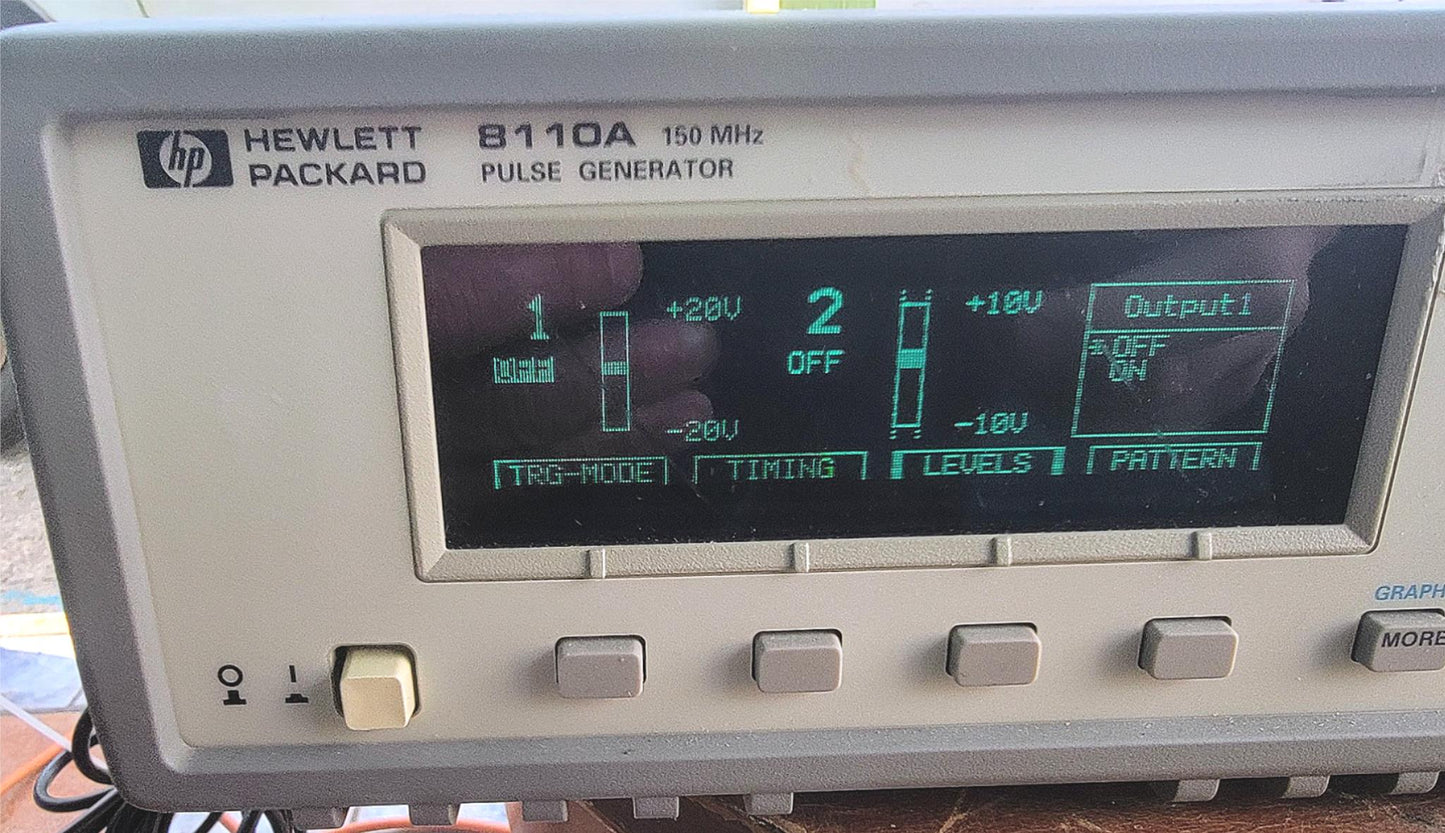 hp HEWLETT PACKARD
8110A 150 MHz
PULSE GENERATOR
1 +20V 2 +10V Output1
OFF OFF
ON
-20V -10V
TRG-MODE TIMING LEVELS PATTERN
GRAPH
MORE